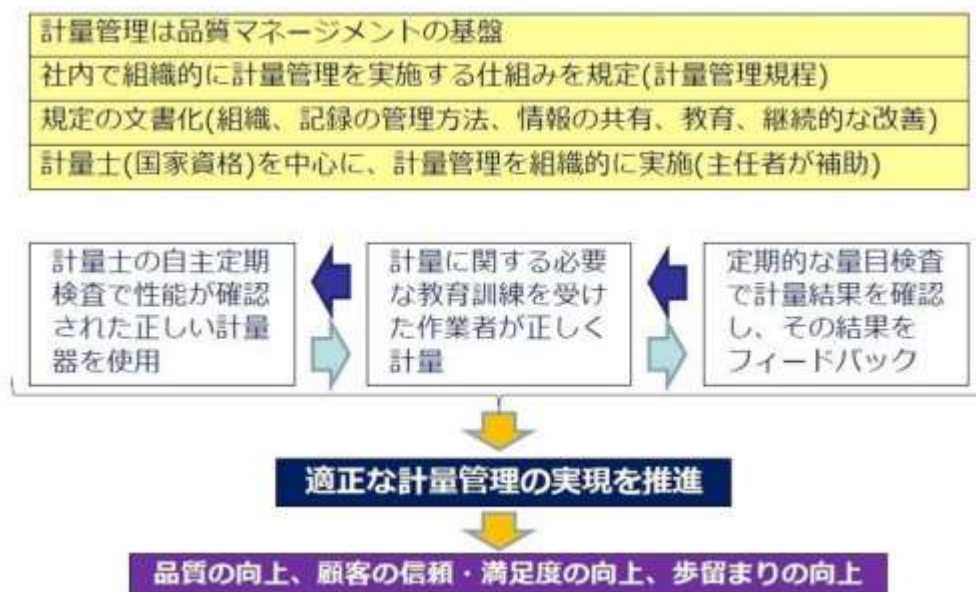 計量管理は品質マネージメントの基盤
社内で組織的に計量管理を実施する仕組みを規定(計量管理規程)
規定の文書化(組織、記録の管理方法、情報の共有、教育、継続的な改善)
計量士(国家資格)を中心に、計量管理を組織的に実施(主任者が補助)
計量士の自主定期
検査で性能が確認
された正しい計量
器を使用
計量に関する必要
な教育訓練を受け
た作業者が正しく
計量
定期的な量目検査
で計量結果を確認
し、その結果を
フィードバック
適正な計量管理の実現を推進
品質の向上、顧客の信頼・満足度の向上、歩留まりの向上